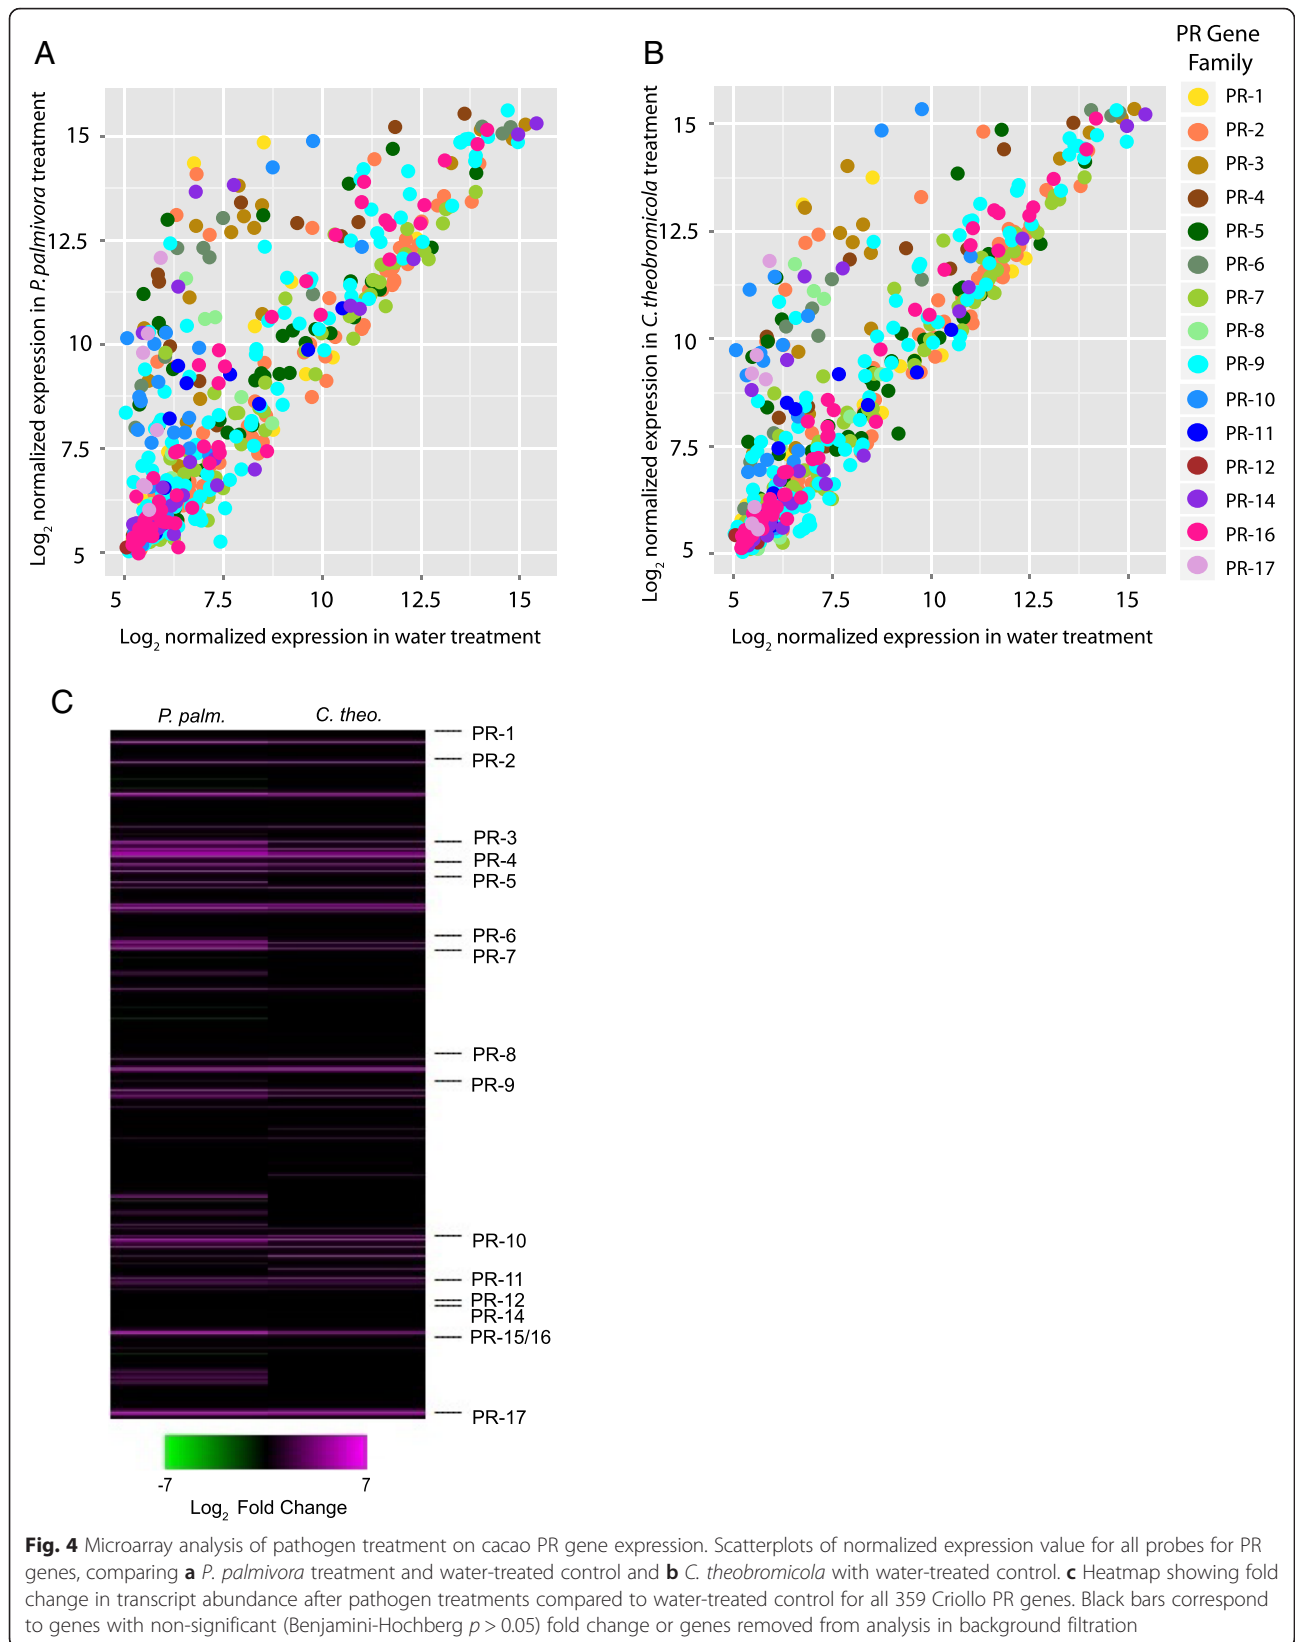 A
Log2 normalized expression in P. palmivora treatment
15
12.5
10
7.5
5
5 7.5 10 12.5 15
Log2 normalized expression in water treatment
B
Log2 normalized expression in C. theobromicola treatment
15
12.5
10
7.5
5
5 7.5 10 12.5 15
Log2 normalized expression in water treatment
PR Gene
Family
PR-1
PR-2
PR-3
PR-4
PR-5
PR-6
PR-7
PR-8
PR-9
PR-10
PR-11
PR-12
PR-14
PR-16
PR-17
C
P. palm. C. theo.
PR-1
PR-2
PR-3
PR-4
PR-5
PR-6
PR-7
PR-8
PR-9
PR-10
PR-11
PR-12
PR-14
PR-15/16
PR-17
-7 7
Log2 Fold Change
Fig. 4 Microarray analysis of pathogen treatment on cacao PR gene expression. Scatterplots of normalized expression value for all probes for PR
genes, comparing a P. palmivora treatment and water-treated control and b C. theobromicola with water-treated control. c Heatmap showing fold
change in transcript abundance after pathogen treatments compared to water-treated control for all 359 Criollo PR genes. Black bars correspond
to genes with non-significant (Benjamini-Hochberg p > 0.05) fold change or genes removed from analysis in background filtration